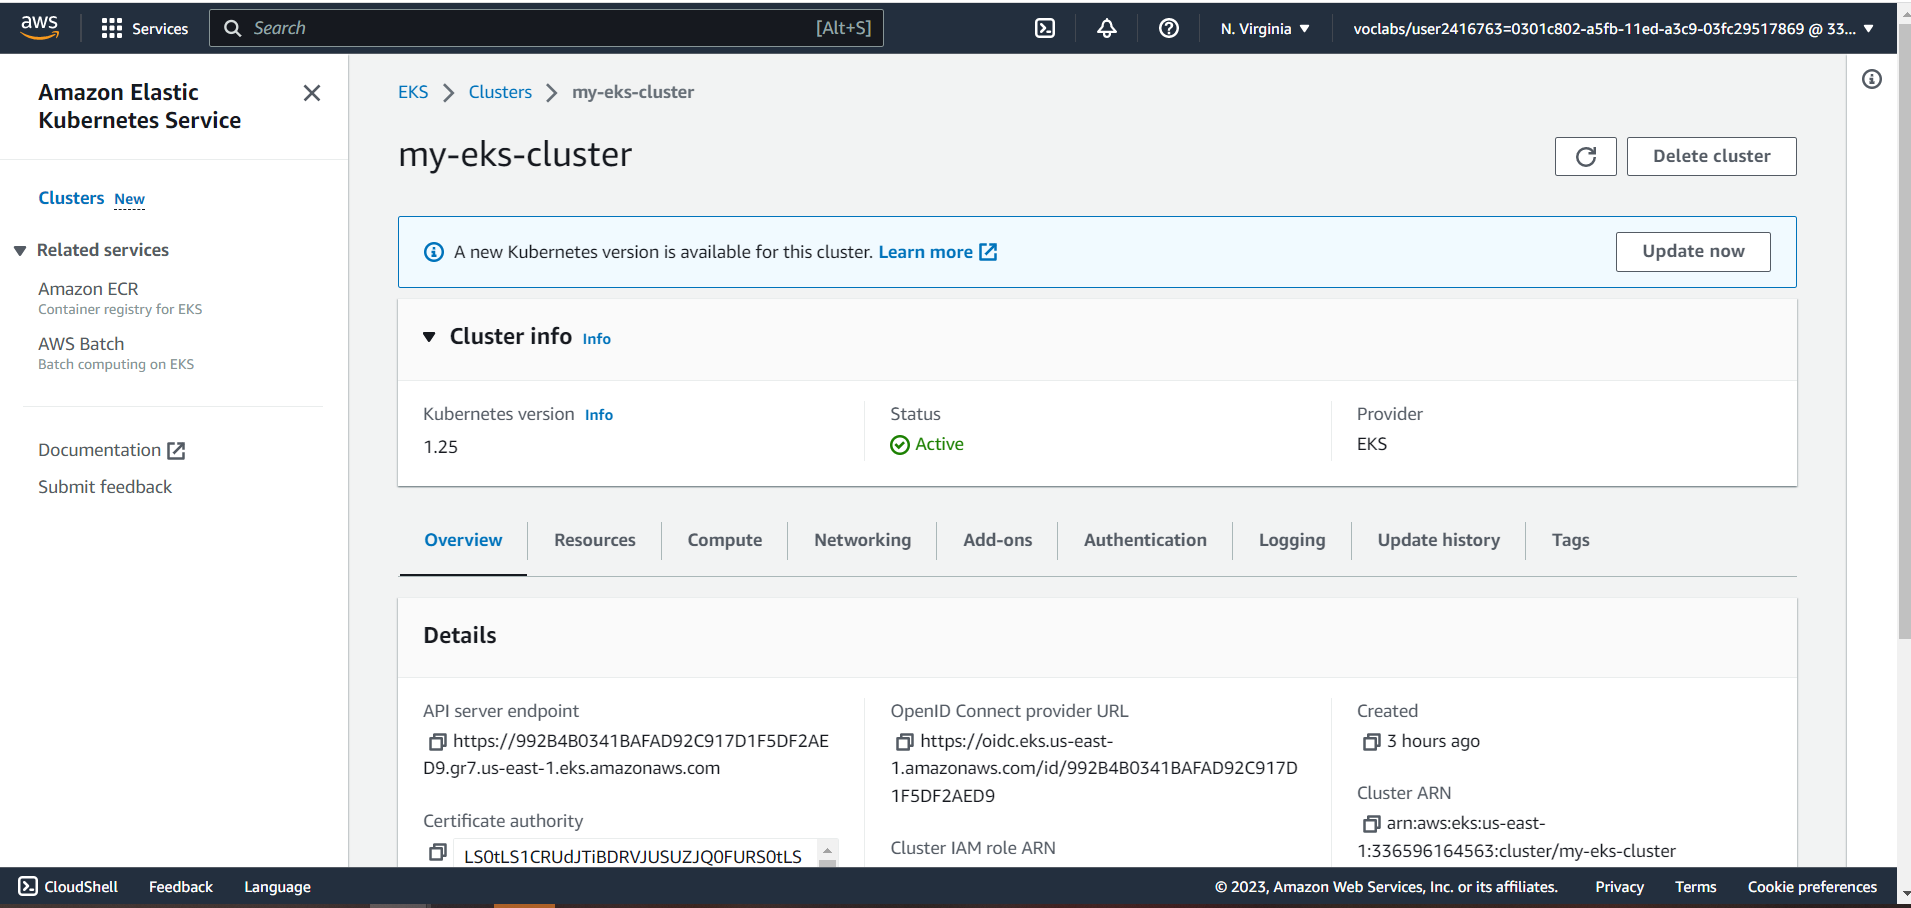 aws
Services
Search
[Alt+S]
N. Virginia
voclabs/user2416763=0301c802-a5fb-11ed-a3c9-03fc29517869 @ 33...
Amazon Elastic
Kubernetes Service
Clusters New
Related services
Amazon ECR
Container registry for EKS
AWS Batch
Batch computing on EKS
Documentation
Submit feedback
EKS > Clusters > my-eks-cluster
my-eks-cluster
Delete cluster
A new Kubernetes version is available for this cluster. Learn more
Update now
Cluster info Info
Kubernetes version Info
1.25
Status
Active
Provider
EKS
Overview
Resources
Compute
Networking
Add-ons
Authentication
Logging
Update history
Tags
Details
API server endpoint
https://992B4B0341BAFAD92C917D1F5DF2AE
D9.gr7.us-east-1.eks.amazonaws.com
Certificate authority
LS0tLS1CRUdJTiBDRVJUSUZJQ0FURS0tLS
OpenID Connect provider URL
https://oidc.eks.us-east-
1.amazonaws.com/id/992B4B0341BAFAD92C917D
1F5DF2AED9
Cluster IAM role ARN
Created
3 hours ago
Cluster ARN
arn:aws:eks:us-east-
1:336596164563:cluster/my-eks-cluster
CloudShell
Feedback
Language
© 2023, Amazon Web Services, Inc. or its affiliates.
Privacy
Terms
Cookie preferences